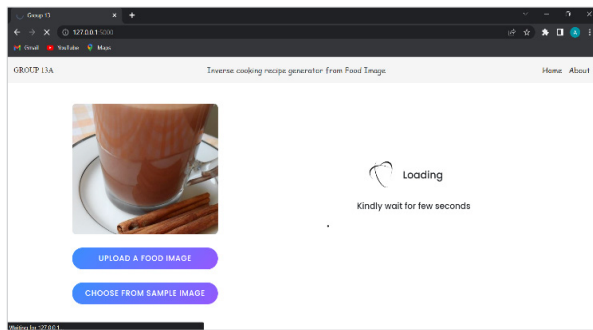 Group 13
127.0.0.1:5000
Gmail YouTube Maps
GROUP 13A
Inverse cooking recipe generator from Food Image
Home About
Loading
Kindly wait for few seconds
UPLOAD A FOOD IMAGE
CHOOSE FROM SAMPLE IMAGE
Waiting for 127.0.0.1...